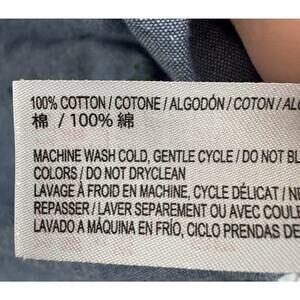 100% COTTON / COTONE / ALGODÓN / COTON / AL
棉 / 100% 綿
MACHINE WASH COLD, GENTLE CYCLE / DO NOT BL
COLORS / DO NOT DRYCLEAN
LAVAGE À FROID EN MACHINE, CYCLE DÉLICAT / NE
REPASSER / LAVER SEPAREMENT OU AVEC COULE
LAVADO A MÁQUINA EN FRÍO, CICLO PRENDAS DE